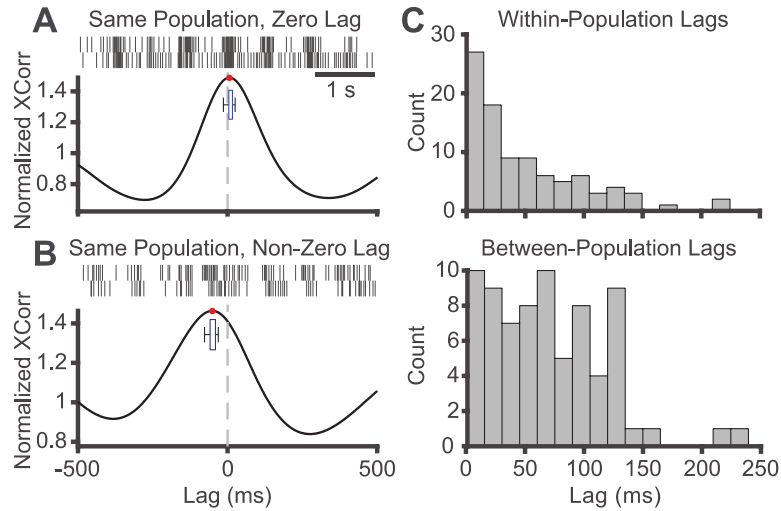 A Same Population, Zero Lag
1 s
Normalized XCorr
1.4
1.2
1
0.8
B Same Population, Non-Zero Lag
Normalized XCorr
1.4
1.2
1
0.8
-500 0 500
Lag (ms)
C Within-Population Lags
Count
30
20
10
0
Between-Population Lags
Count
10
8
6
4
2
0
0 50 100 150 200 250
Lag (ms)